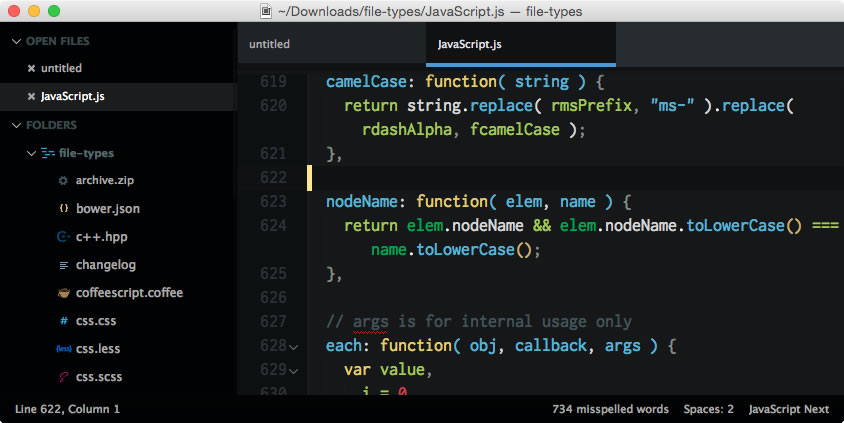 ~/Downloads/file-types/JavaScript.js — file-types
OPEN FILES
untitled
JavaScript.js
FOLDERS
file-types
archive.zip
{} bower.json
c++.hpp
changelog
coffeescript.coffee
# css.css
{less} css.less
css.scss
untitled
JavaScript.js
619 camelCase: function( string ) {
620 return string.replace( rmsPrefix, "ms-" ).replace(
rdashAlpha, fcamelCase );
621 },
622
623 nodeName: function( elem, name ) {
624 return elem.nodeName && elem.nodeName.toLowerCase() ===
name.toLowerCase();
625 },
626
627 // args is for internal usage only
628 each: function( obj, callback, args ) {
629 var value,
630 i = 0
Line 622, Column 1
734 misspelled words
Spaces: 2
JavaScript Next